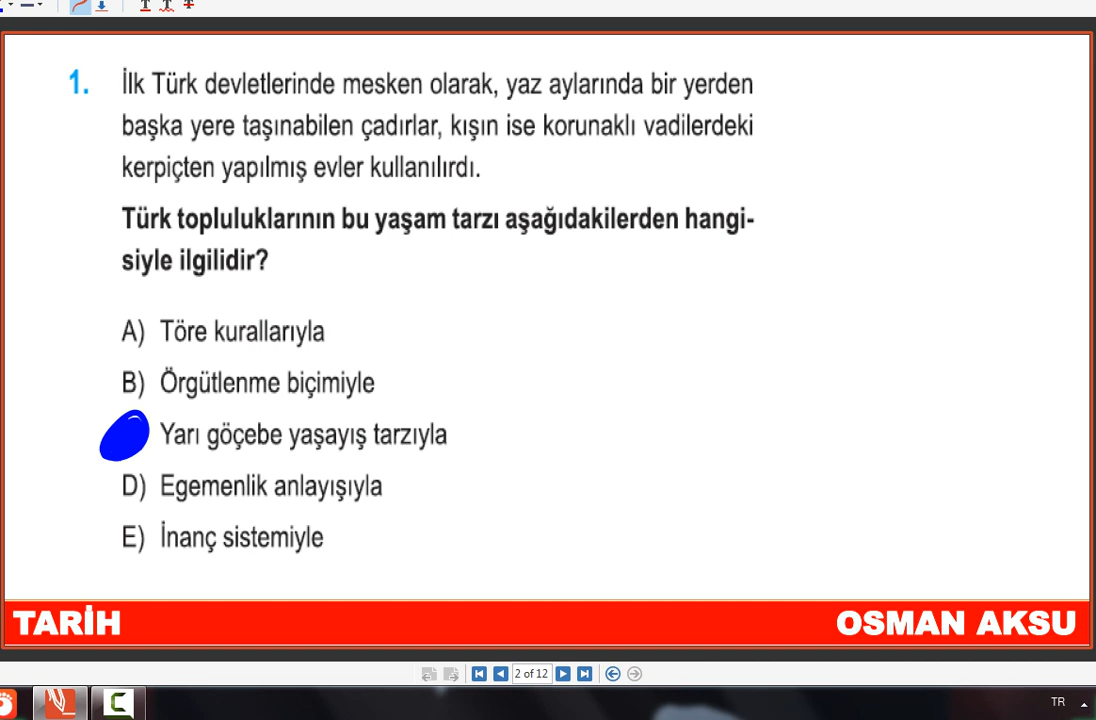 1. İlk Türk devletlerinde mesken olarak, yaz aylarında bir yerden
başka yere taşınabilen çadırlar, kışın ise korunaklı vadilerdeki
kerpiçten yapılmış evler kullanılırdı.
Türk topluluklarının bu yaşam tarzı aşağıdakilerden hangi-
siyle ilgilidir?
A) Töre kurallarıyla
B) Örgütlenme biçimiyle
Yarı göçebe yaşayış tarzıyla
D) Egemenlik anlayışıyla
E) İnanç sistemiyle
TARİH
OSMAN AKSU
2 of 12
TR